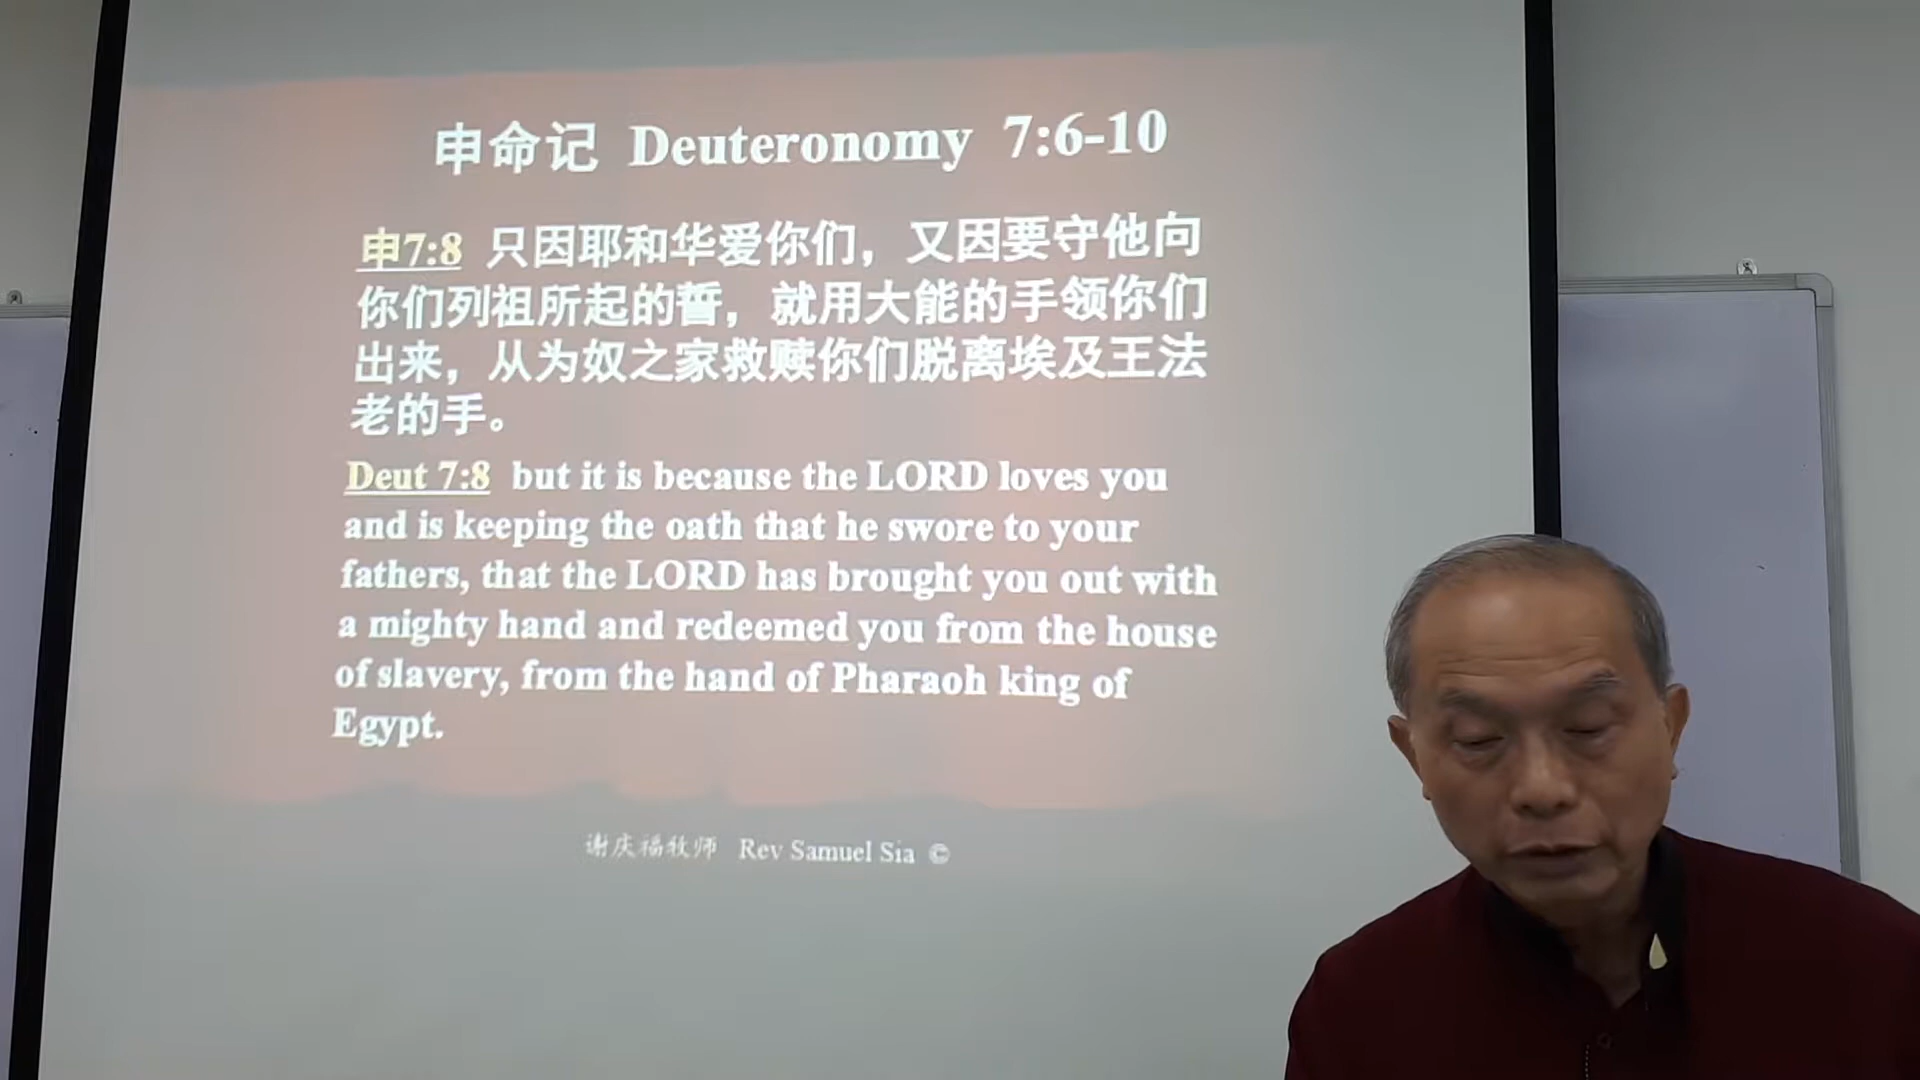 申命记 Deuteronomy 7:6-10
申7:8 只因耶和华爱你们，又因要守他向
你们列祖所起的誓，就用大能的手领你们
出来，从为奴之家救赎你们脱离埃及王法
老的手。
Deut 7:8 but it is because the LORD loves you
and is keeping the oath that he swore to your
fathers, that the LORD has brought you out with
a mighty hand and redeemed you from the house
of slavery, from the hand of Pharaoh king of
Egypt.
谢庆福牧师 Rev Samuel Sia ©